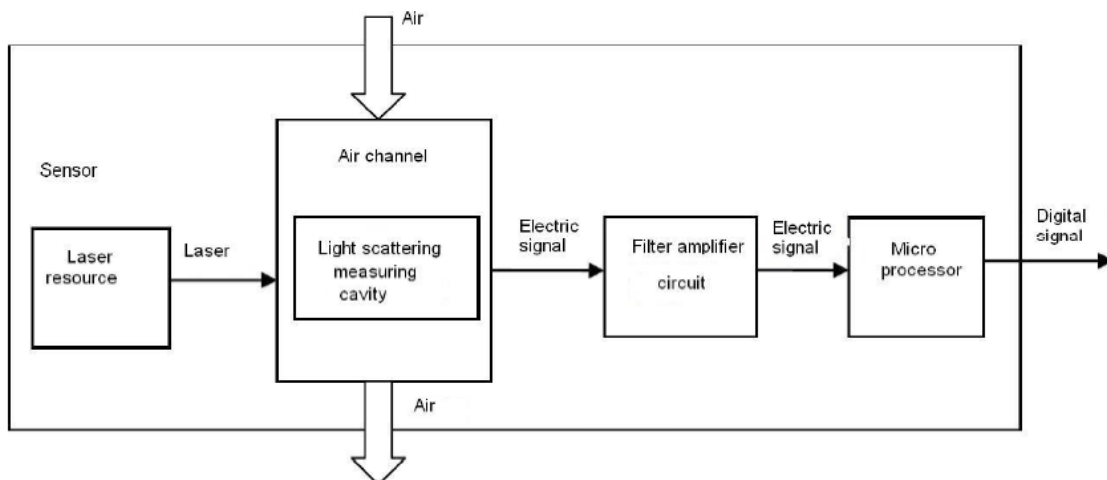 Air
Sensor
Air channel
Laser
resource
Laser
Light scattering
measuring
cavity
Electric
signal
Filter amplifier
circuit
Electric
signal
Micro
processor
Digital
signal
Air